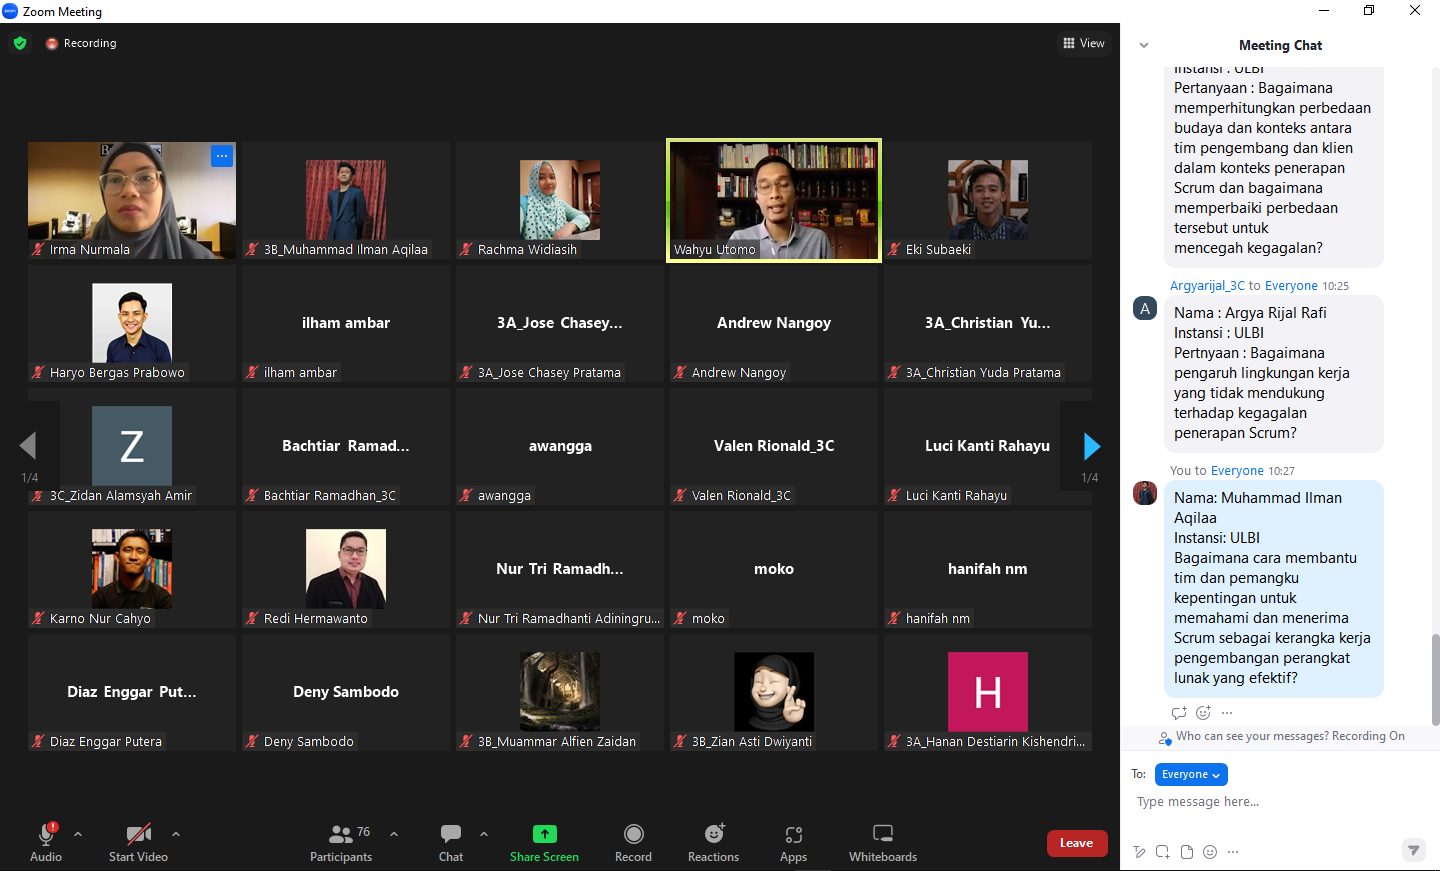 Zoom Meeting
Recording
View
Irma Nurmala
3B_Muhammad Ilman Aqilaa
Rachma Widiasih
Wahyu Utomo
Eki Subaeki
Haryo Bergas Prabowo
ilham ambar
ilham ambar
3A_Jose Chasey...
3A_Jose Chasey Pratama
Andrew Nangoy
Andrew Nangoy
3A_Christian Yu...
3A_Christian Yuda Pratama
1/4
Z
3C_Zidan Alamsyah Amir
Bachtiar Ramad...
Bachtiar Ramadhan_3C
awangga
awangga
Valen Rionald_3C
Valen Rionald_3C
Luci Kanti Rahayu
Luci Kanti Rahayu
1/4
Karno Nur Cahyo
Redi Hermawanto
Nur Tri Ramadh...
Nur Tri Ramadhanti Adiningru...
moko
moko
hanifah nm
hanifah nm
Diaz Enggar Put...
Diaz Enggar Putera
Deny Sambodo
Deny Sambodo
3B_Muammar Alfien Zaidan
3B_Zian Asti Dwiyanti
H
3A_Hanan Destiarin Kishendri...
Audio
Start Video
76
Participants
Chat
Share Screen
Record
Reactions
Apps
Whiteboards
Leave
Meeting Chat
Instansi : ULBI
Pertanyaan : Bagaimana
memperhitungkan perbedaan
budaya dan konteks antara
tim pengembang dan klien
dalam konteks penerapan
Scrum dan bagaimana
memperbaiki perbedaan
tersebut untuk
mencegah kegagalan?
Argyarijal_3C to Everyone 10:25
A
Nama : Argya Rijal Rafi
Instansi : ULBI
Pertnyaan : Bagaimana
pengaruh lingkungan kerja
yang tidak mendukung
terhadap kegagalan
penerapan Scrum?
You to Everyone 10:27
Nama: Muhammad Ilman
Aqilaa
Instansi: ULBI
Bagaimana cara membantu
tim dan pemangku
kepentingan untuk
memahami dan menerima
Scrum sebagai kerangka kerja
pengembangan perangkat
lunak yang efektif?
Who can see your messages? Recording On
To: Everyone
Type message here...